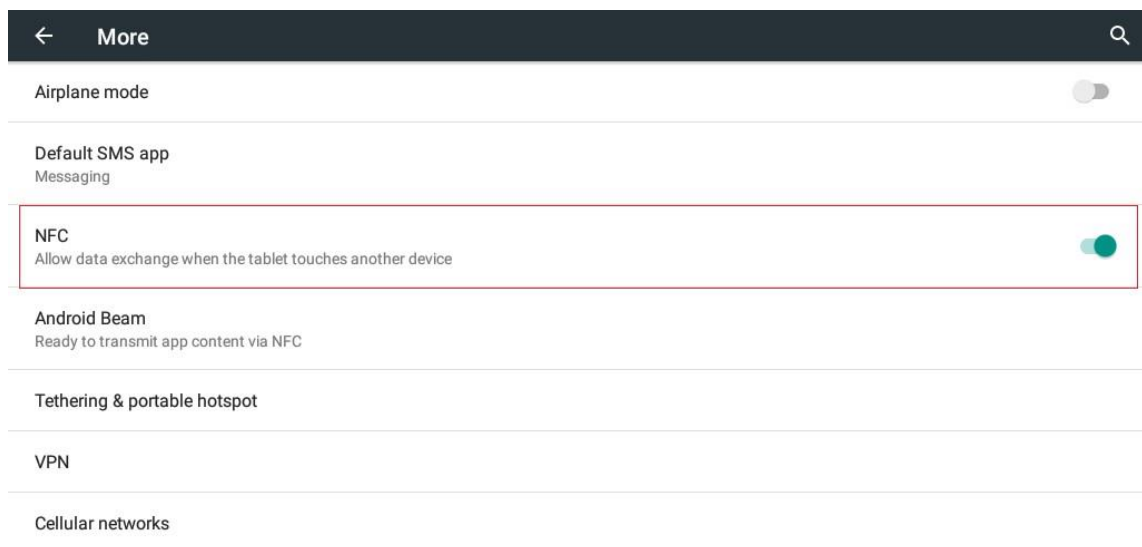 More
Airplane mode
Default SMS app
Messaging
NFC
Allow data exchange when the tablet touches another device
Android Beam
Ready to transmit app content via NFC
Tethering & portable hotspot
VPN
Cellular networks